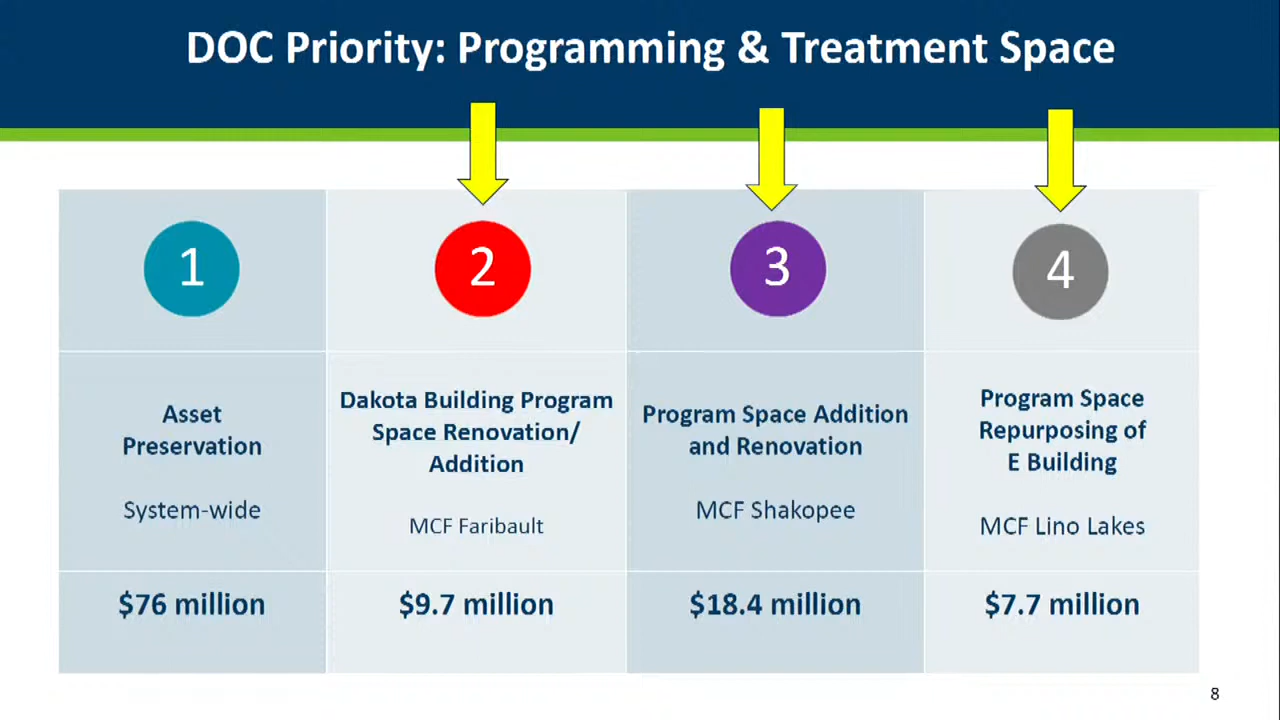 DOC Priority: Programming & Treatment Space
1
2
3
4
Asset
Preservation
System-wide
Dakota Building Program
Space Renovation/
Addition
MCF Faribault
Program Space Addition
and Renovation
MCF Shakopee
Program Space
Repurposing of
E Building
MCF Lino Lakes
$76 million
$9.7 million
$18.4 million
$7.7 million
8